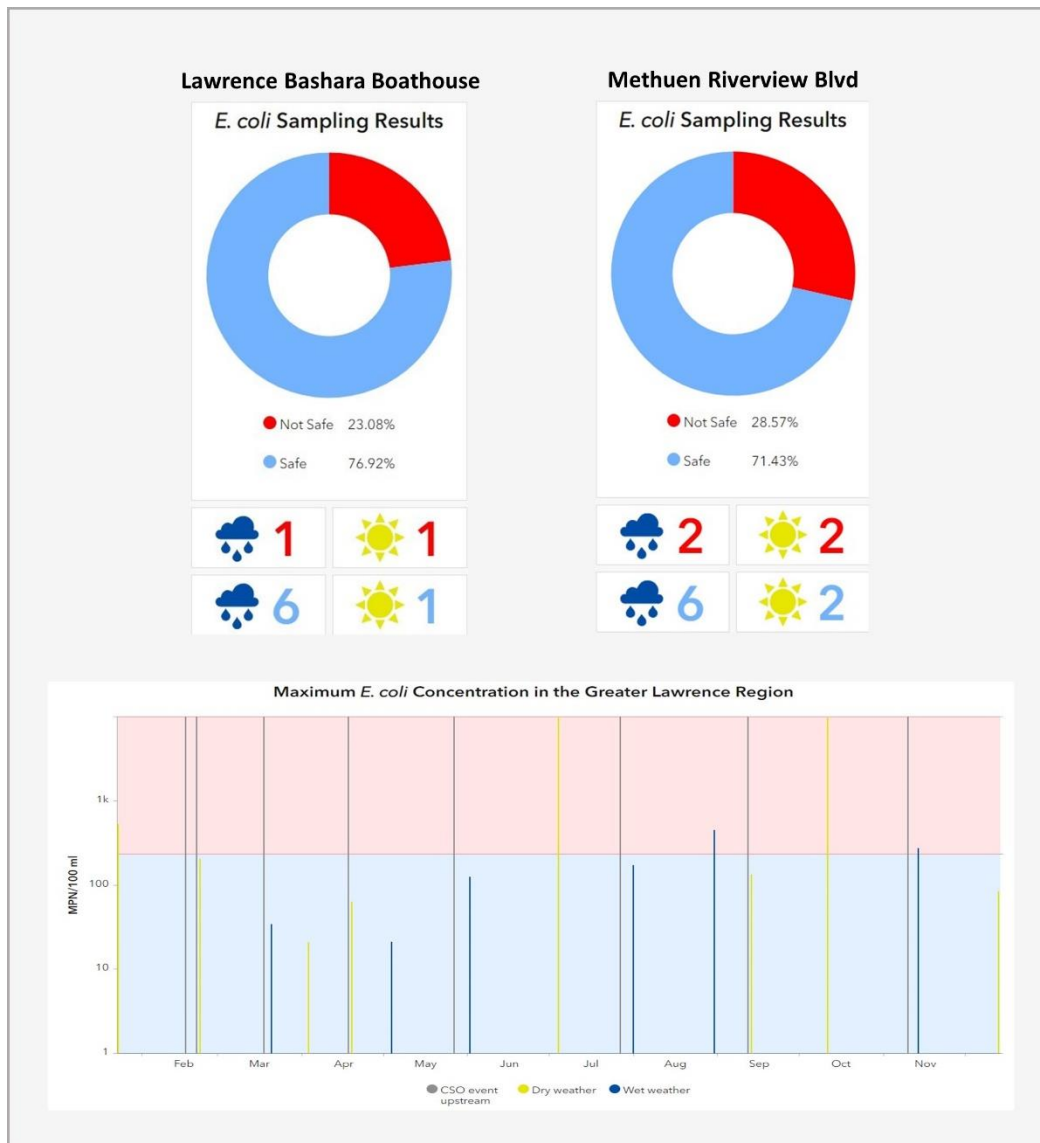 Lawrence Bashara Boathouse
E. coli Sampling Results
Not Safe 23.08%
Safe 76.92%
1
1
6
1
Methuen Riverview Blvd
E. coli Sampling Results
Not Safe 28.57%
Safe 71.43%
2
2
6
2
Maximum E. coli Concentration in the Greater Lawrence Region
MPN/100 ml
1k
100
10
1
Feb Mar Apr May Jun Jul Aug Sep Oct Nov
CSO event upstream
Dry weather
Wet weather